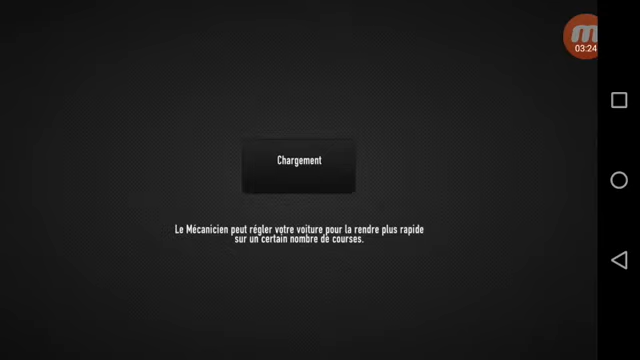 03:24
Chargement
Le Mécanicien peut régler votre voiture pour la rendre plus rapide
sur un certain nombre de courses.